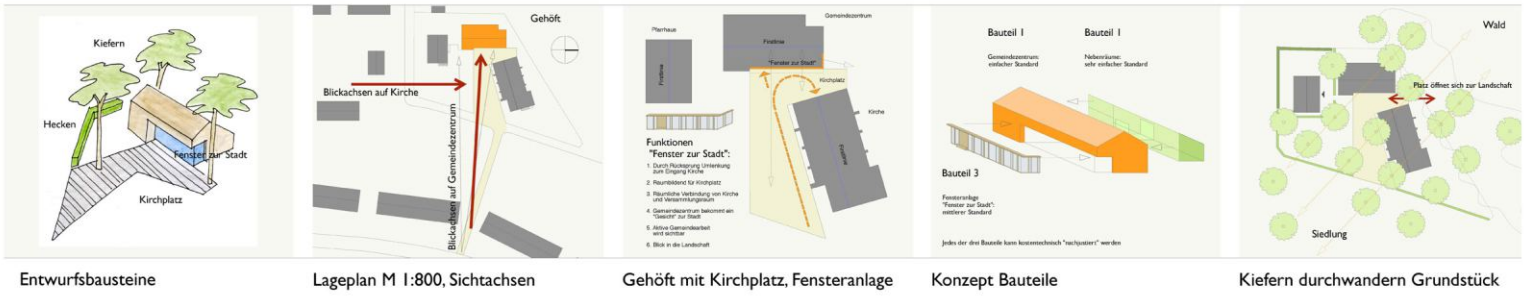 Kiefern
Hecken
Fenster zur Stadt
Kirchplatz
Entwurfsbausteine
Gehöft
Blickachsen auf Kirche
Blickachsen auf Gemeindezentrum
Lageplan M 1:800, Sichtachsen
Gemeindezentrum
Pfarrhaus
Firstlinie
"Fenster zur Stadt"
Firstlinie
Kirchplatz
Kirche
Firstlinie
Funktionen
"Fenster zur Stadt":
1. Durch Rücksprung Umlenkung
zum Eingang Kirche
2. Raumbildend für Kirchplatz
3. Räumliche Verbindung von Kirche
und Versammlungsraum
4. Gemeindezentrum bekommt ein
"Gesicht" zur Stadt
5. Aktive Gemeindearbeit
wird sichtbar
6. Blick in die Landschaft
Gehöft mit Kirchplatz, Fensteranlage
Bauteil 1
Gemeindezentrum:
einfacher Standard
Bauteil 1
Nebenräume:
sehr einfacher Standard
Bauteil 3
Fensteranlage
"Fenster zur Stadt":
mittlerer Standard
Jedes der drei Bauteile kann kostentechnisch "nachjustiert" werden
Konzept Bauteile
Wald
Platz öffnet sich zur Landschaft
Siedlung
Kiefern durchwandern Grundstück